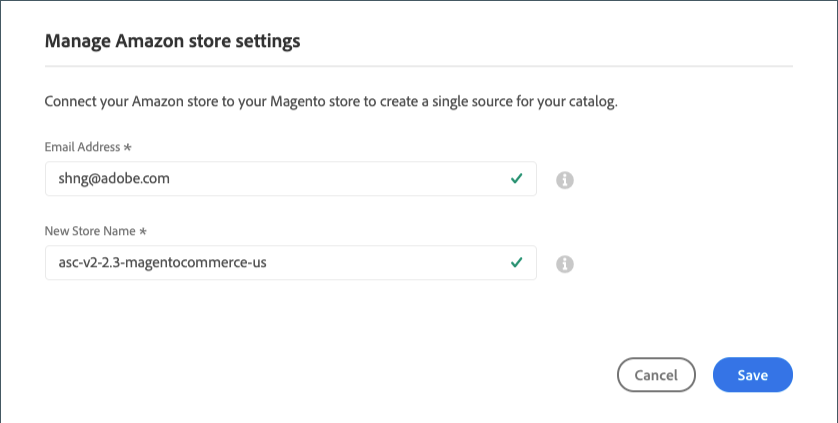 Manage Amazon store settings
Connect your Amazon store to your Magento store to create a single source for your catalog.
Email Address *
shng@adobe.com
New Store Name *
asc-v2-2.3-magentocommerce-us
Cancel Save